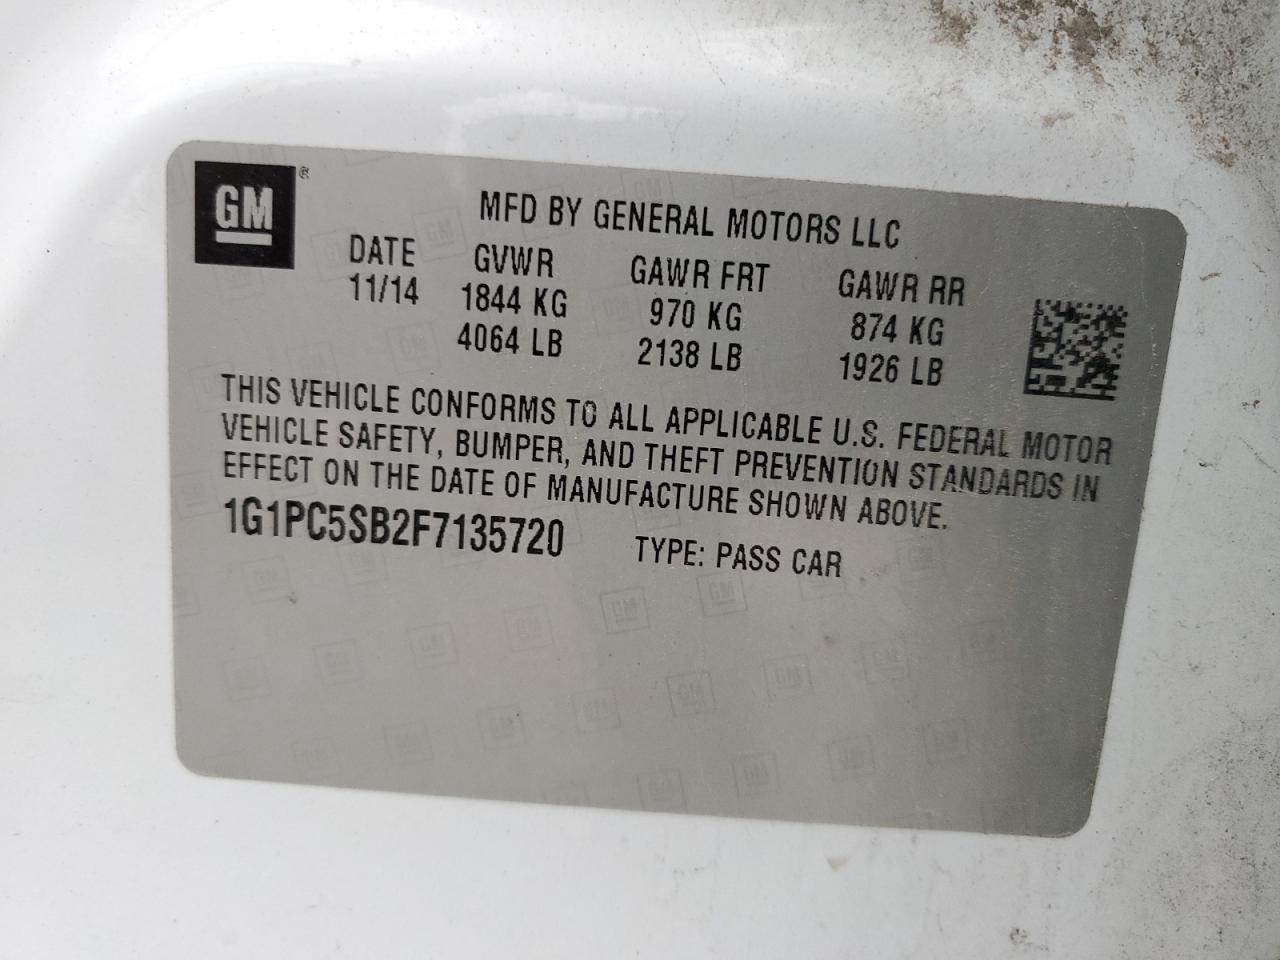 GM®
MFD BY GENERAL MOTORS LLC
DATE GVWR GAWR FRT GAWR RR
11/14 1844 KG 970 KG 874 KG
4064 LB 2138 LB 1926 LB
THIS VEHICLE CONFORMS TO ALL APPLICABLE U.S. FEDERAL MOTOR
VEHICLE SAFETY, BUMPER, AND THEFT PREVENTION STANDARDS IN
EFFECT ON THE DATE OF MANUFACTURE SHOWN ABOVE.
1G1PC5SB2F7135720 TYPE: PASS CAR